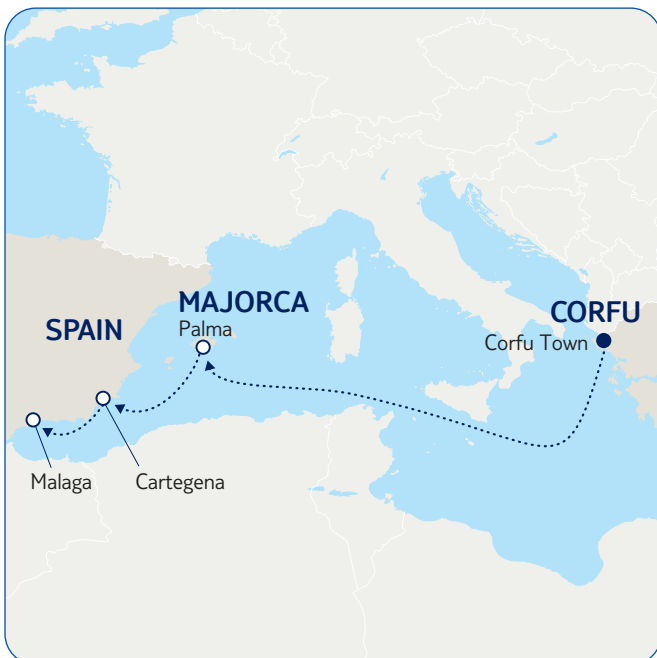 MAJORCA
Palma
SPAIN
CORFU
Corfu Town
Malaga
Cartegena